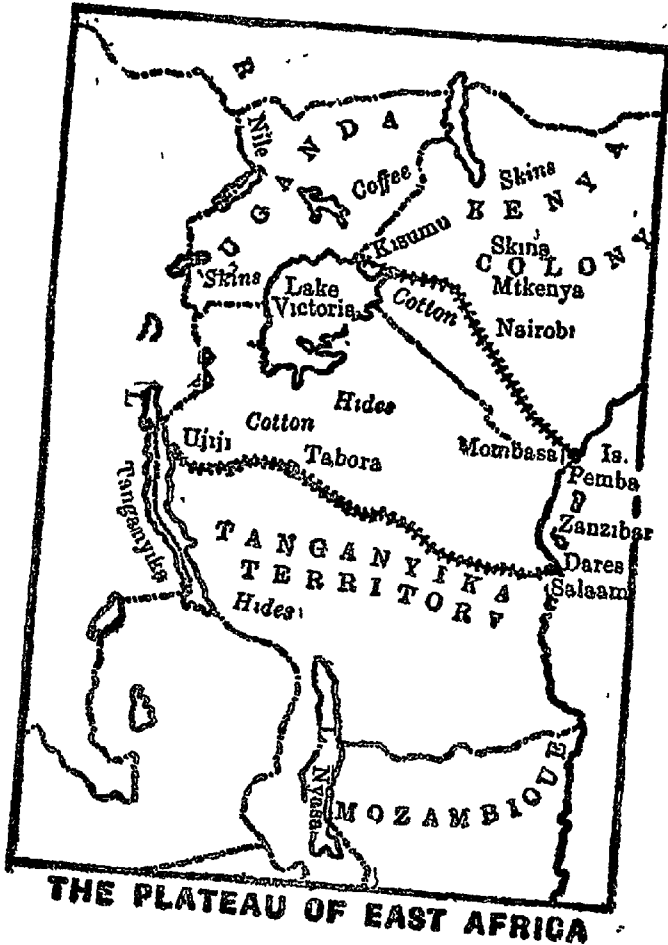 R
Nile
UGANDA
Coffee
Skins
KENYA
Kisumu
Skins
COLONY
Skins
Lake
Victoria
Cotton
Mtkenya
Nairobi
Hides
Cotton
L.
Ujiji
Tabora
Mombasa
Is.
Pemba
Tanganyika
Zanzibar
TANGANYIKA
TERRITORY
Dares
Salaam
Hides
L.
Nyasa
MOZAMBIQUE
THE PLATEAU OF EAST AFRICA